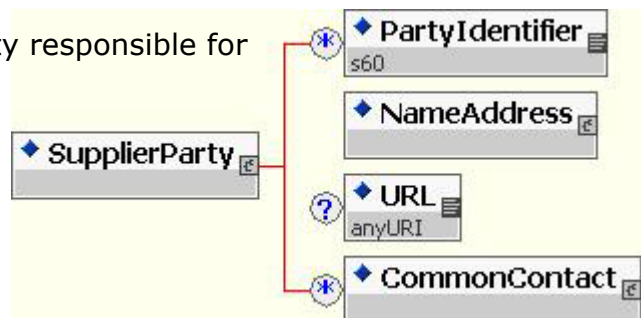 y responsible for
PartyIdentifier
s60
NameAddress
SupplierParty
?
URL
anyURI
*
CommonContact